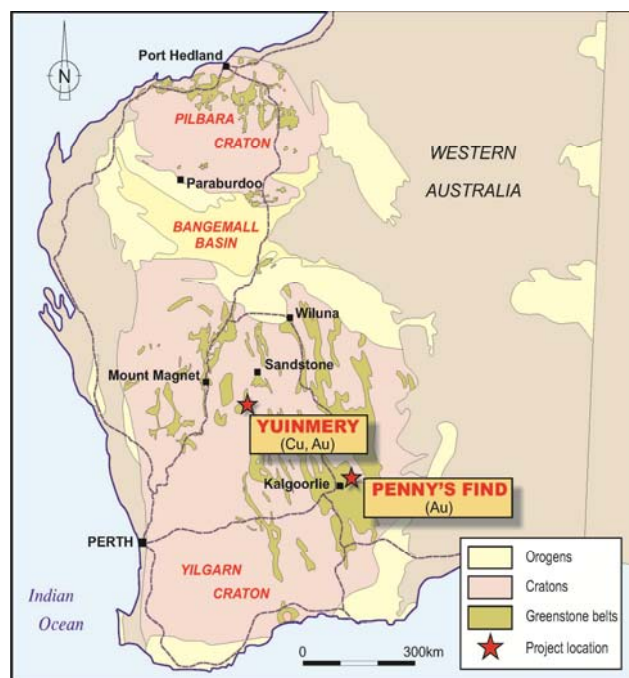 Port Hedland
N
PILBARA
CRATON
WESTERN
AUSTRALIA
Paraburdoo
BANGEMALL
BASIN
Wiluna
Sandstone
Mount Magnet
YUINMERY
(Cu, Au)
Kalgoorlie
PENNY'S FIND
(Au)
PERTH
YILGARN
CRATON
Indian
Ocean
Orogens
Cratons
Greenstone belts
Project location
0
300km